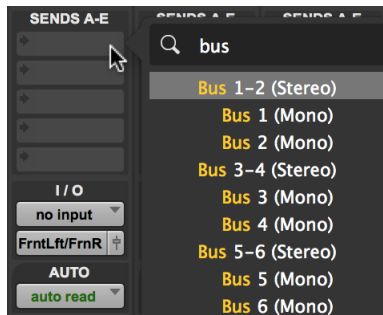 SENDS A-E
SENDS A-E
SENDS A-E
bus
Bus 1-2 (Stereo)
Bus 1 (Mono)
Bus 2 (Mono)
Bus 3-4 (Stereo)
Bus 3 (Mono)
Bus 4 (Mono)
Bus 5-6 (Stereo)
Bus 5 (Mono)
Bus 6 (Mono)
I / O
no input
FrntLft/FrnR
AUTO
auto read